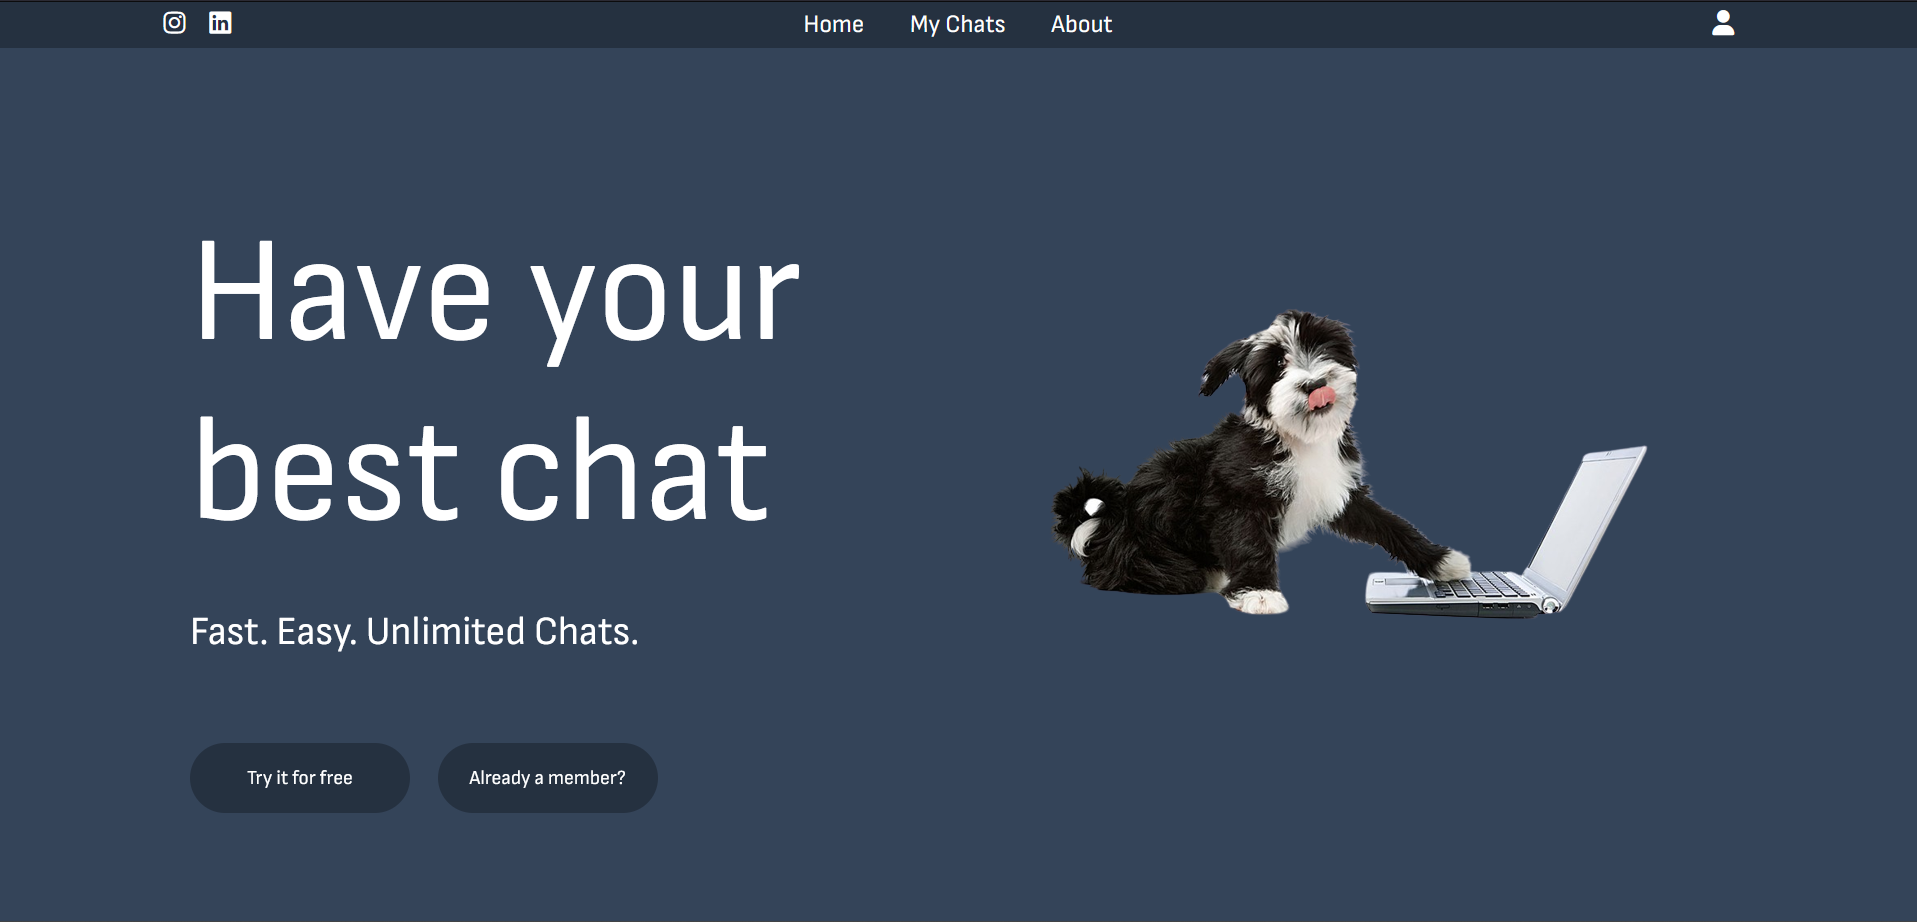 Home
My Chats
About
Have your
best chat
Fast. Easy. Unlimited Chats.
Try it for free
Already a member?